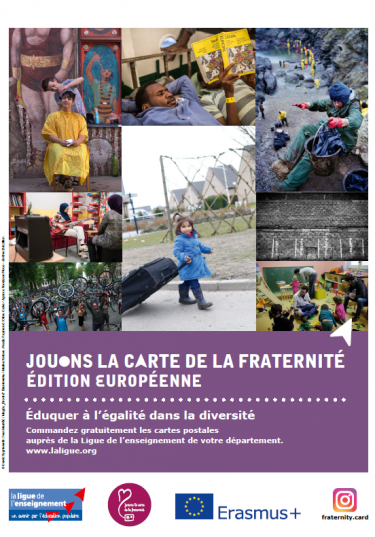 JOUONS LA CARTE DE LA FRATERNITÉ
ÉDITION EUROPÉENNE
Éduquer à l'égalité dans la diversité
Commandez gratuitement les cartes postales
auprès de la Ligue de l'enseignement de votre département.
www.laligue.org
la ligue de
l'enseignement
un avenir par l'éducation populaire
Erasmus+
fraternity.card